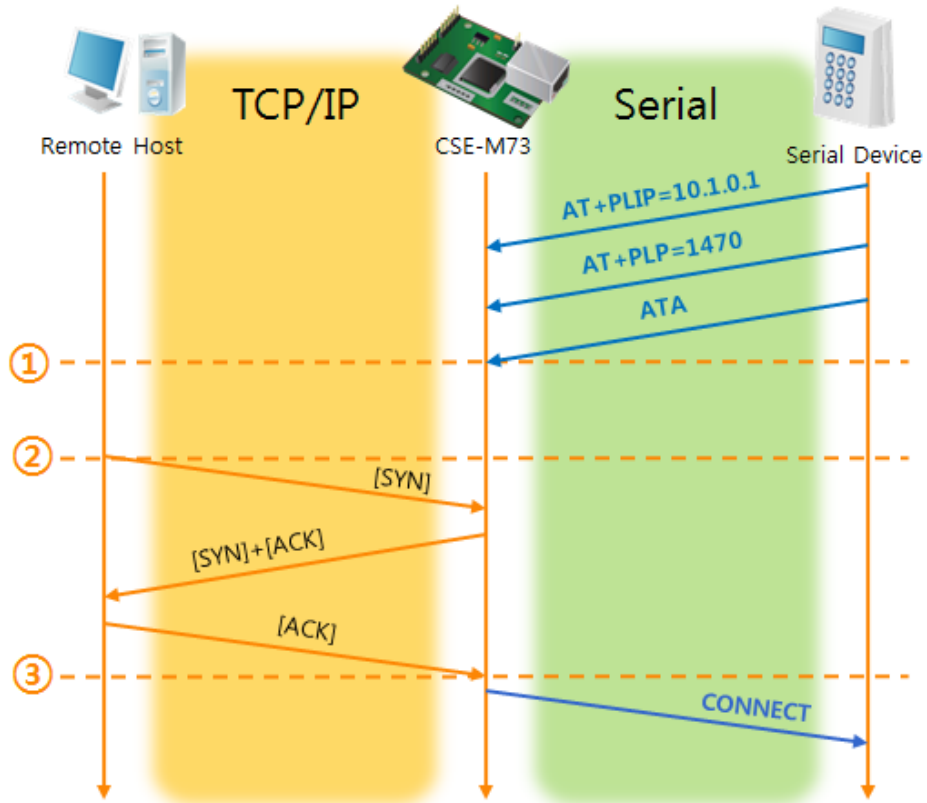 TCP/IP
Serial
Remote Host
CSE-M73
Serial Device
AT+PLIP=10.1.0.1
AT+PLP=1470
ATA
①
②
[SYN]
[SYN]+[ACK]
[ACK]
③
CONNECT